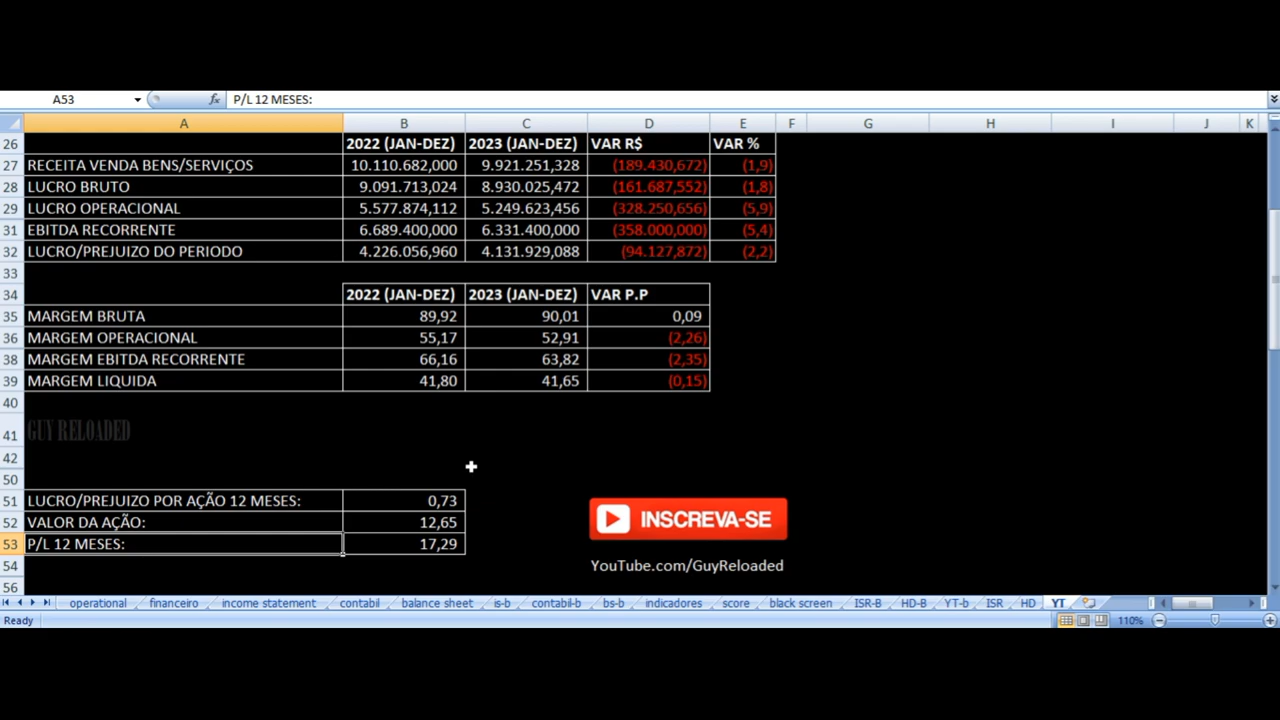 A53 fx P/L 12 MESES:
A B C D E F G H I J K
26 2022 (JAN-DEZ) 2023 (JAN-DEZ) VAR R$ VAR %
27 RECEITA VENDA BENS/SERVIÇOS 10.110.682,000 9.921.251,328 (189.430,672) (1,9)
28 LUCRO BRUTO 9.091.713,024 8.930.025,472 (161.687,552) (1,8)
29 LUCRO OPERACIONAL 5.577.874,112 5.249.623,456 (328.250,656) (5,9)
31 EBITDA RECORRENTE 6.689.400,000 6.331.400,000 (358.000,000) (5,4)
32 LUCRO/PREJUIZO DO PERIODO 4.226.056,960 4.131.929,088 (94.127,872) (2,2)
33
34 2022 (JAN-DEZ) 2023 (JAN-DEZ) VAR P.P
35 MARGEM BRUTA 89,92 90,01 0,09
36 MARGEM OPERACIONAL 55,17 52,91 (2,26)
38 MARGEM EBITDA RECORRENTE 66,16 63,82 (2,35)
39 MARGEM LIQUIDA 41,80 41,65 (0,15)
40
41 GUY RELOADED
42
50
51 LUCRO/PREJUIZO POR AÇÃO 12 MESES: 0,73
52 VALOR DA AÇÃO: 12,65
INSCREVA-SE
53 P/L 12 MESES: 17,29
54 YouTube.com/GuyReloaded
56
operational financeiro income statement contabil balance sheet is-b contabil-b bs-b indicadores score black screen ISR-B HD-B YT-b ISR HD YT
Ready 110%